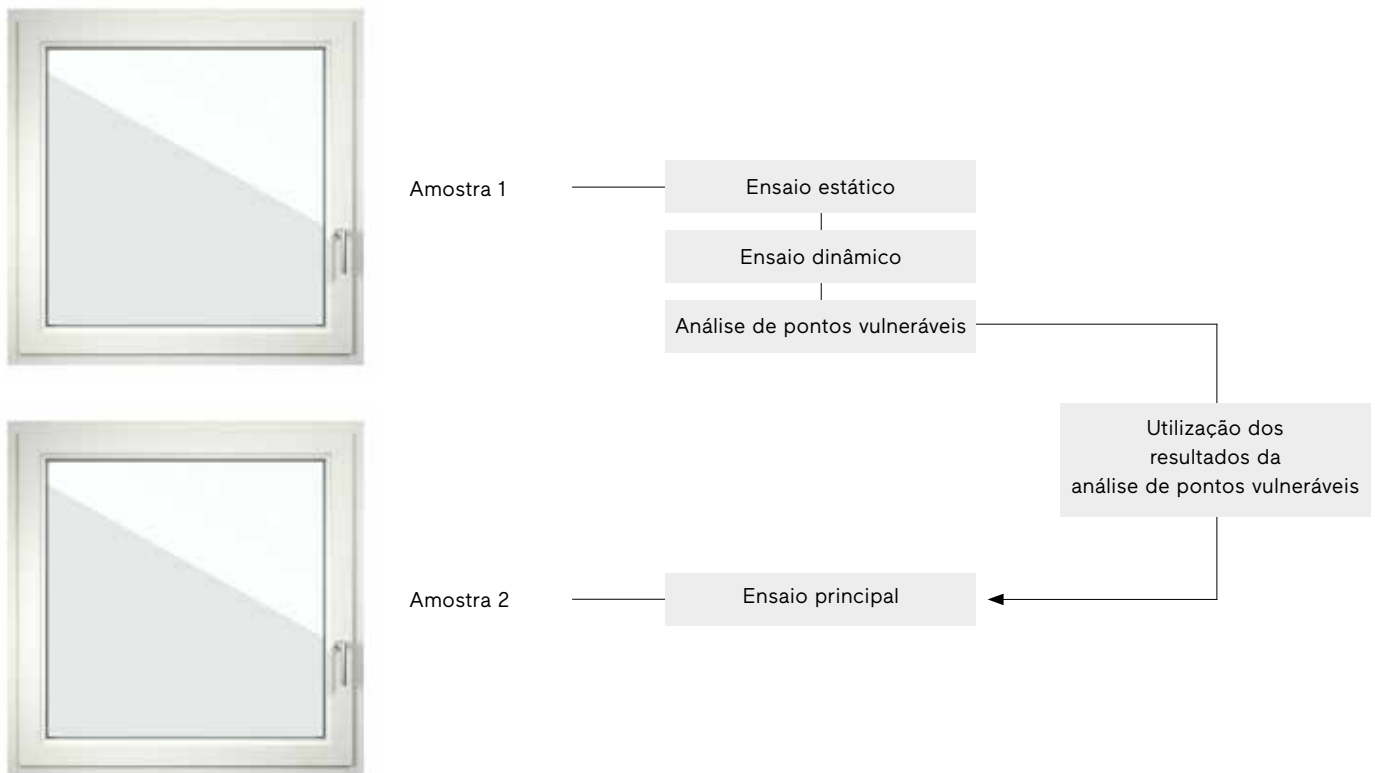 Amostra 1
Ensaio estático
Ensaio dinâmico
Análise de pontos vulneráveis
Utilização dos
resultados da
análise de pontos vulneráveis
Amostra 2
Ensaio principal